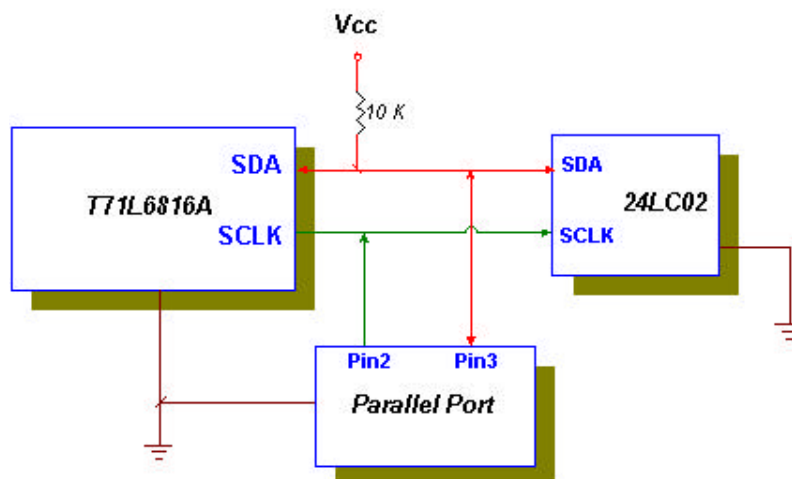 Vcc
10 K
SDA
SDA
T71L6816A
24LC02
SCLK
SCLK
Pin2 Pin3
Parallel Port